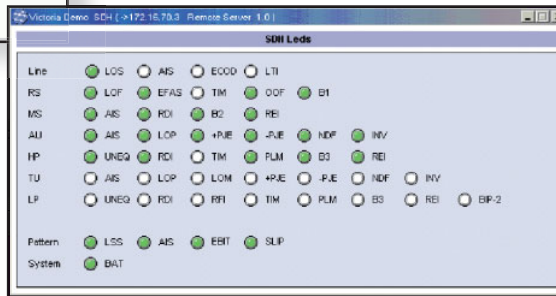 Victoria Demo SDH ( ->172.16.70.3 Remote Server 1.0 )
SDH Leds
Line LOS AIS ECOD LTI
RS LOF EFAS TIM OOF B1
MS AIS RDI B2 REI
AU AIS LOP +PJE -PJE NDF INV
HP UNEQ RDI TIM PLM B3 REI
TU AIS LOP LOM +PJE -PJE NDF INV
LP UNEQ RDI RFI TIM PLM B3 REI BIP-2
Pattern LSS AIS EBIT SLIP
System BAT